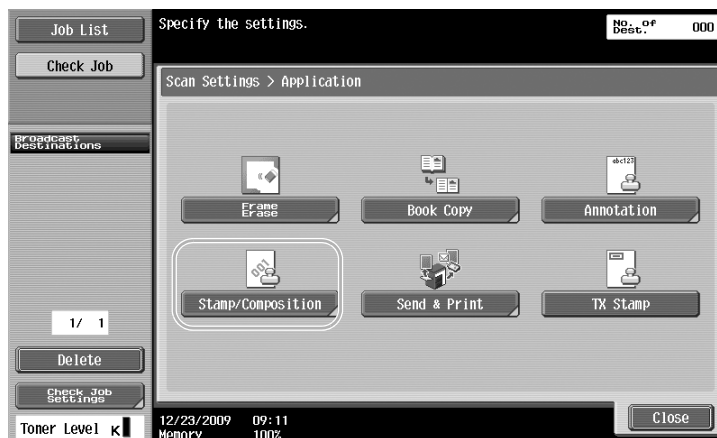 Job List
Check Job
Broadcast
Destinations
1/ 1
Delete
Check Job
Settings
Toner Level K
Specify the settings.
No. of
Dest. 000
Scan Settings > Application
Frame
Erase
Book Copy
abc123
Annotation
001
Stamp/Composition
Send & Print
TX Stamp
12/23/2009 09:11
Memory 100%
Close